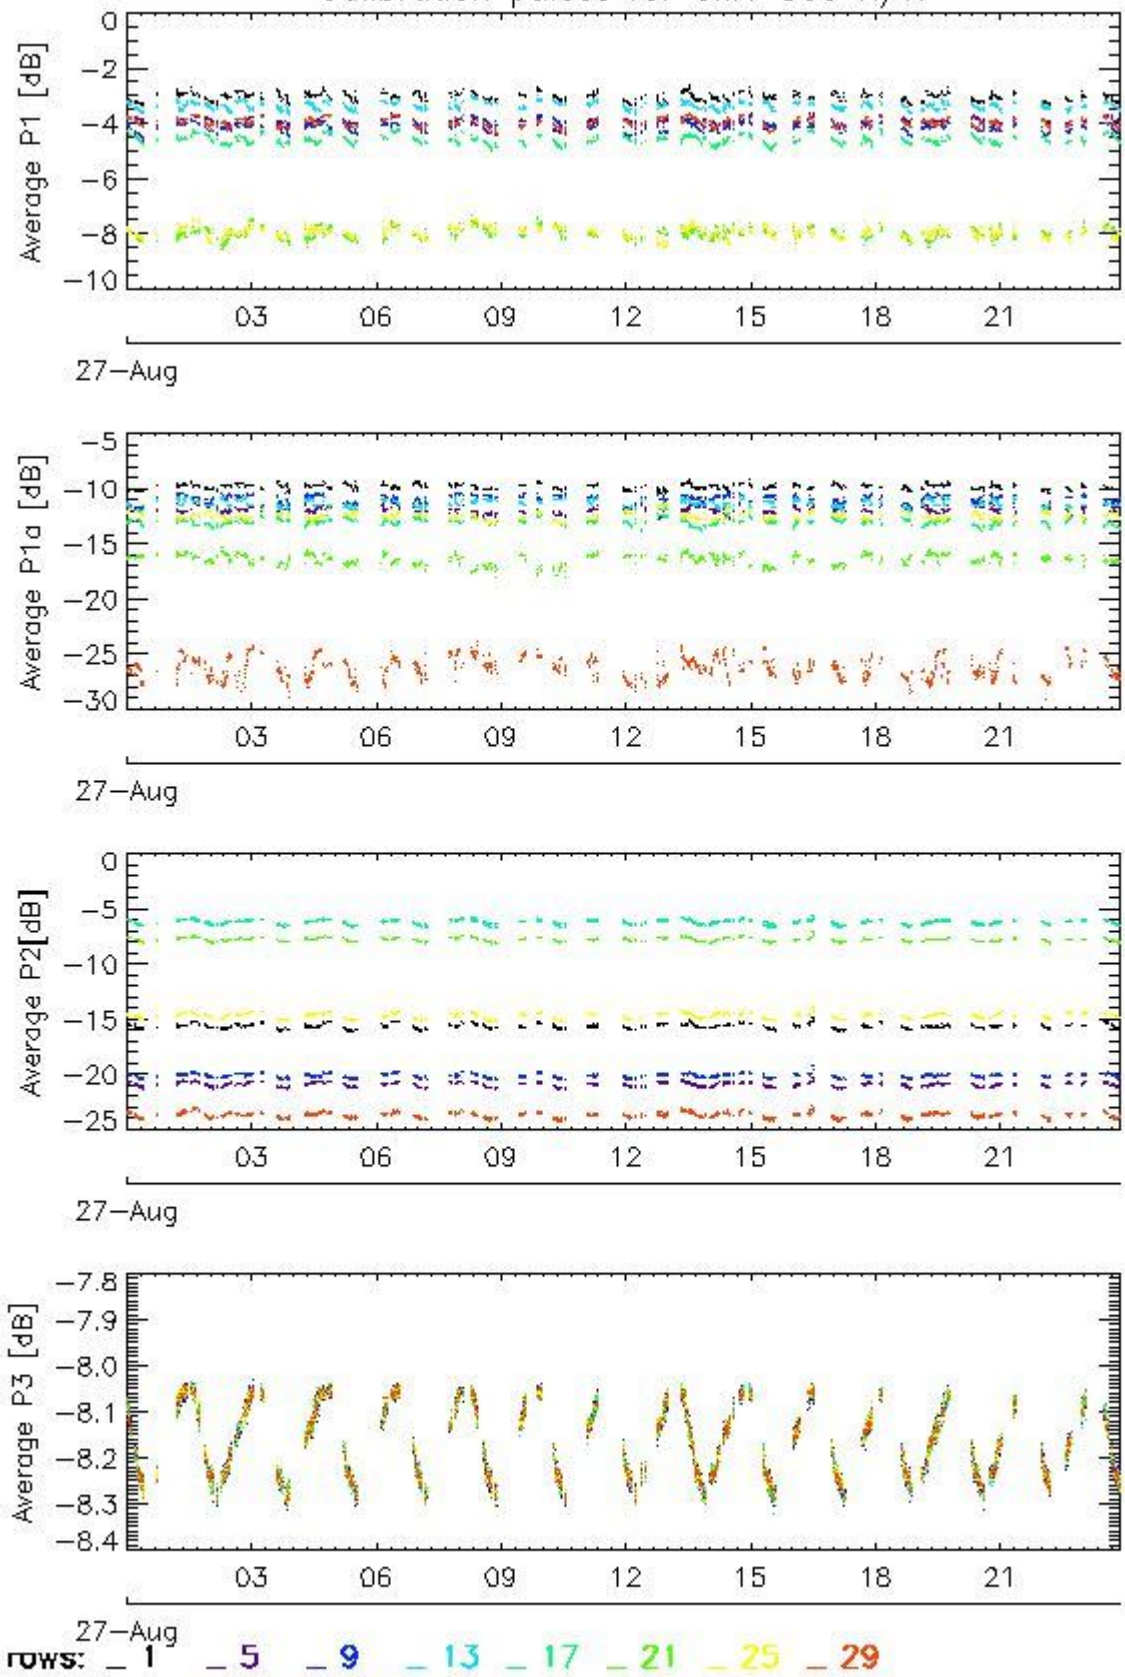 0
−2
−4
−6
−8
−10
Average P1 [dB]
03 06 09 12 15 18 21
27−Aug
−5
−10
−15
−20
−25
−30
Average P1a [dB]
03 06 09 12 15 18 21
27−Aug
0
−5
−10
−15
−20
−25
Average P2[dB]
03 06 09 12 15 18 21
27−Aug
−7.8
−7.9
−8.0
−8.1
−8.2
−8.3
−8.4
Average P3 [dB]
03 06 09 12 15 18 21
27−Aug
rows: _ 1 _ 5 _ 9 _ 13 _ 17 _ 21 _ 25 _ 29